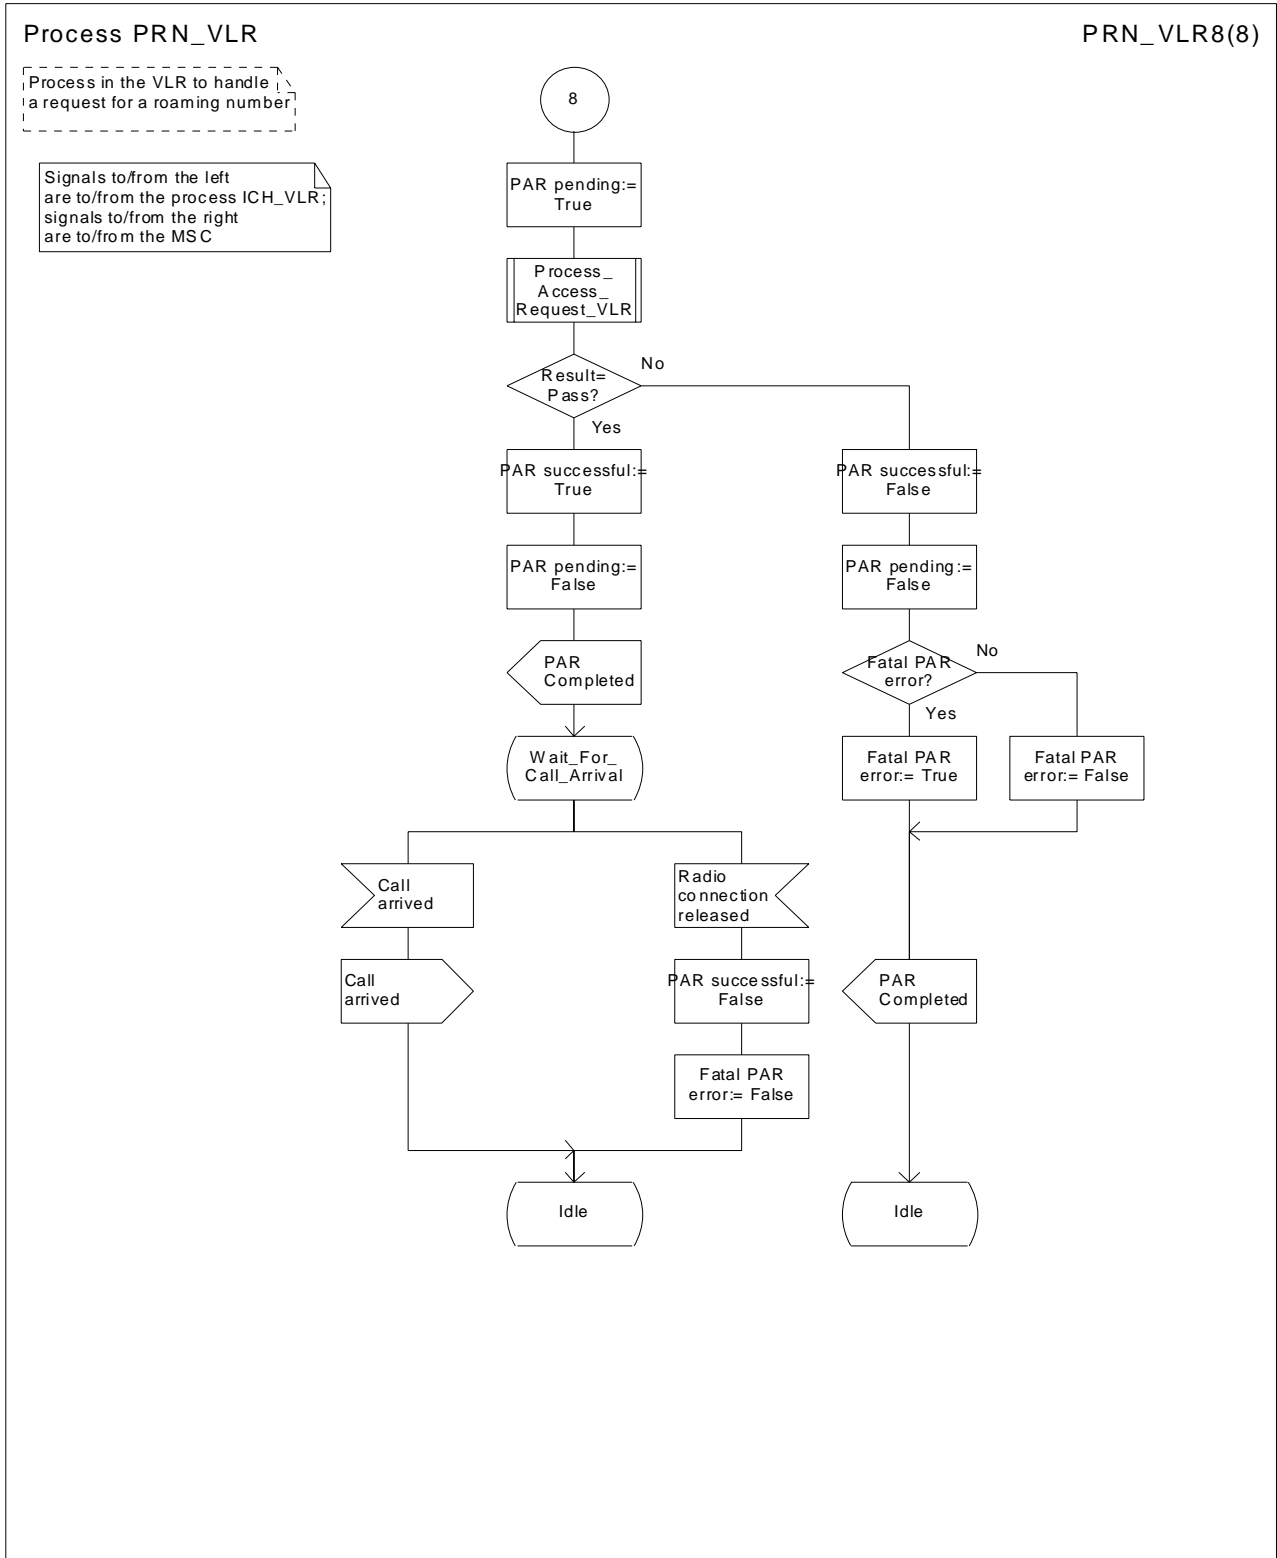 Process PRN_VLR
PRN_VLR8(8)
Process in the VLR to handle
a request for a roaming number
Signals to/from the left
are to/from the process ICH_VLR;
signals to/from the right
are to/from the MSC
8
PAR pending:=
True
Process_
Access_
Request_VLR
Result=
Pass?
No
Yes
PAR successful:=
True
PAR successful:=
False
PAR pending:=
False
PAR pending:=
False
PAR
Completed
Fatal PAR
error?
No
Yes
Wait_For_
Call_Arrival
Fatal PAR
error:= True
Fatal PAR
error:= False
Call
arrived
Radio
connection
released
Call
arrived
PAR successful:=
False
PAR
Completed
Fatal PAR
error:= False
Idle
Idle